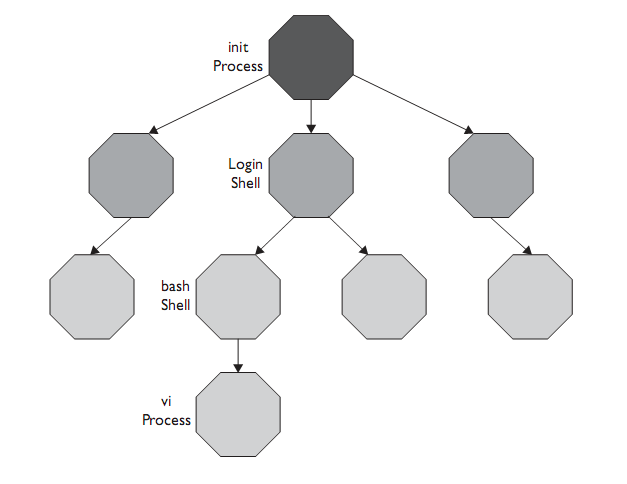 init
Process
Login
Shell
bash
Shell
vi
Process